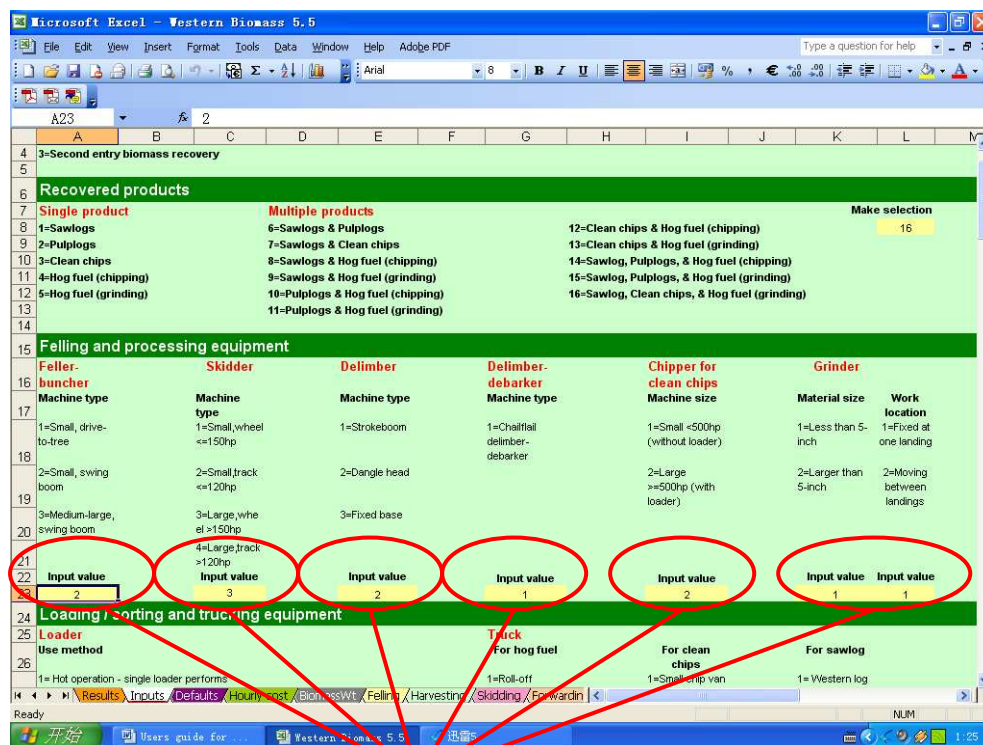 Microsoft Excel - Western Biomass 5.5
File Edit View Insert Format Tools Data Window Help Adobe PDF Type a question for help
Arial 8 B I U
A23 fx 2
A B C D E F G H I J K L M
4 3=Second entry biomass recovery
5
6 Recovered products
7 Single product Multiple products Make selection
8 1=Sawlogs 6=Sawlogs & Pulplogs 12=Clean chips & Hog fuel (chipping) 16
9 2=Pulplogs 7=Sawlogs & Clean chips 13=Clean chips & Hog fuel (grinding)
10 3=Clean chips 8=Sawlogs & Hog fuel (chipping) 14=Sawlog, Pulplogs, & Hog fuel (chipping)
11 4=Hog fuel (chipping) 9=Sawlogs & Hog fuel (grinding) 15=Sawlog, Pulplogs, & Hog fuel (grinding)
12 5=Hog fuel (grinding) 10=Pulplogs & Hog fuel (chipping) 16=Sawlog, Clean chips, & Hog fuel (grinding)
13 11=Pulplogs & Hog fuel (grinding)
14
15 Felling and processing equipment
Feller- Skidder Delimber Delimber- Chipper for Grinder
16 buncher debarker clean chips
Machine type Machine Machine type Machine type Machine size Material size Work
17 type location
1=Small, drive- 1=Small,wheel 1=Strokeboom 1=Chailflail 1=Small <500hp 1=Less than 5- 1=Fixed at
to-tree <=150hp delimber- (without loader) inch one landing
18 debarker
2=Small, swing 2=Small,track 2=Dangle head 2=Large 2=Larger than 2=Moving
boom <=120hp >=500hp (with 5-inch between
19 loader) landings
3=Medium-large, 3=Large,whe 3=Fixed base
20 swing boom el >150hp
4=Large,track
21 >120hp
22 Input value Input value Input value Input value Input value Input value Input value
23 2 3 2 1 2 1 1
24 Loading / sorting and trucking equipment
25 Loader Truck
Use method For hog fuel For clean For sawlog
26 chips
1= Hot operation - single loader performs 1=Roll-off 1=Small chip van 1= Western log
Results Inputs Defaults Hourly cost BiomassWt Felling Harvesting Skidding Forwardin
Ready NUM
开始 Users guide for ... Western Biomass 5.5 迅雷5 1:25